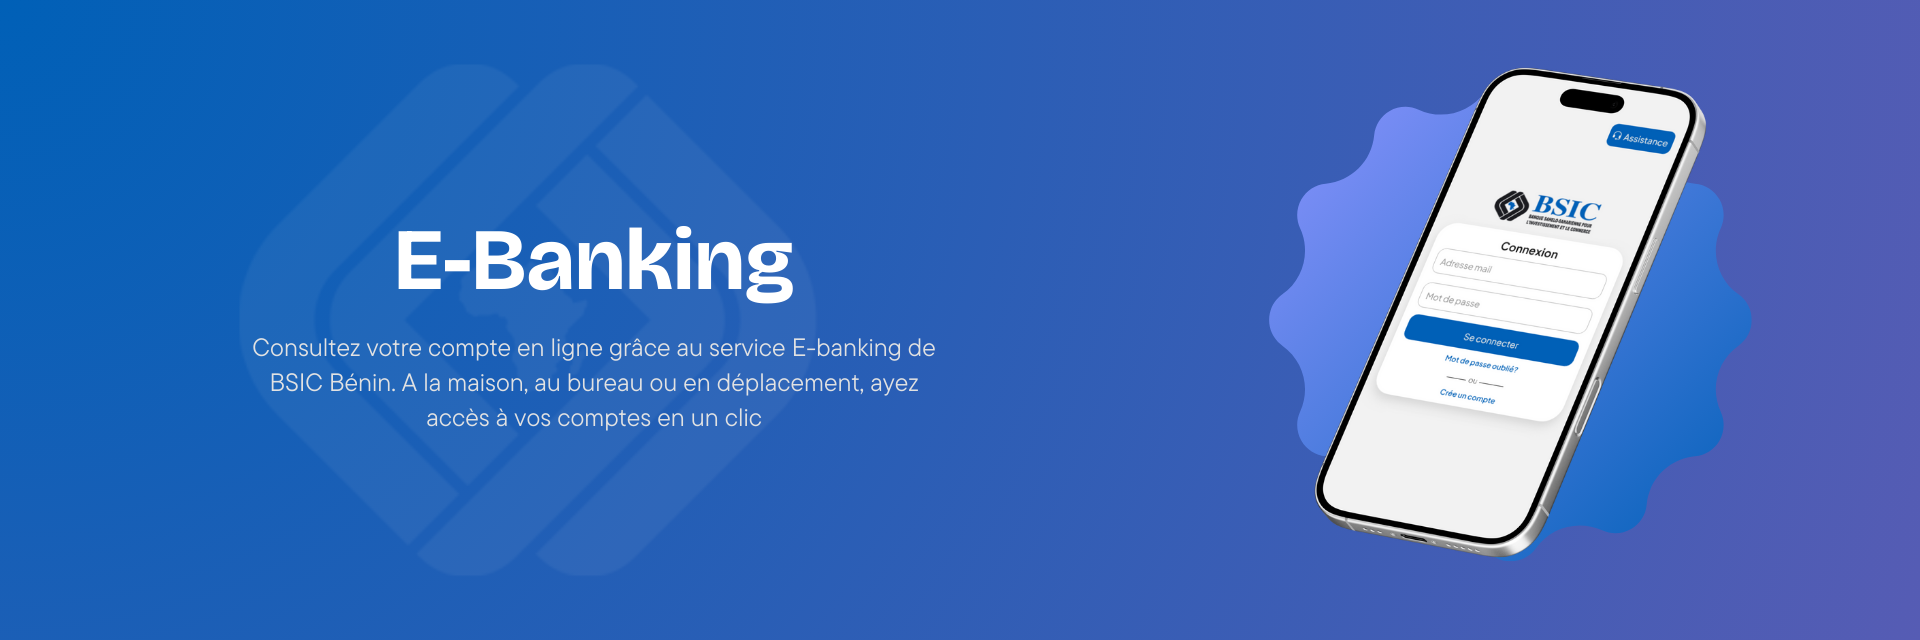 E-Banking
Consultez votre compte en ligne grâce au service E-banking de
BSIC Bénin. A la maison, au bureau ou en déplacement, ayez
accès à vos comptes en un clic
Assistance
BSIC
BANQUE SAHELO-SAHARIENNE POUR
L'INVESTISSEMENT ET LE COMMERCE
Connexion
Adresse mail
Mot de passe
Se connecter
Mot de passe oublié?
ou
Crée un compte